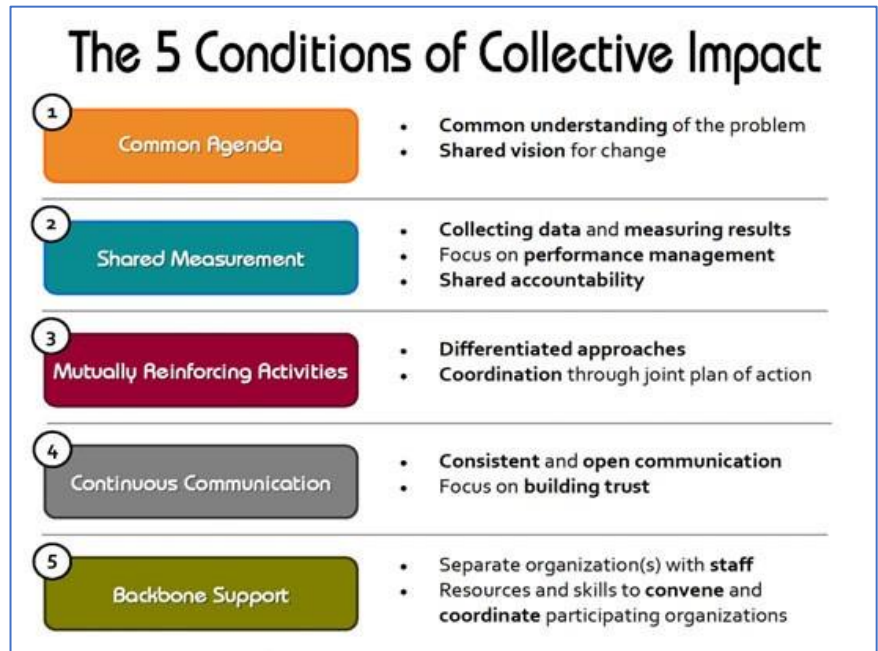 The 5 Conditions of Collective Impact
1
Common Agenda
• Common understanding of the problem
• Shared vision for change
2
Shared Measurement
• Collecting data and measuring results
• Focus on performance management
• Shared accountability
3
Mutually Reinforcing Activities
• Differentiated approaches
• Coordination through joint plan of action
4
Continuous Communication
• Consistent and open communication
• Focus on building trust
5
Backbone Support
• Separate organization(s) with staff
• Resources and skills to convene and
coordinate participating organizations